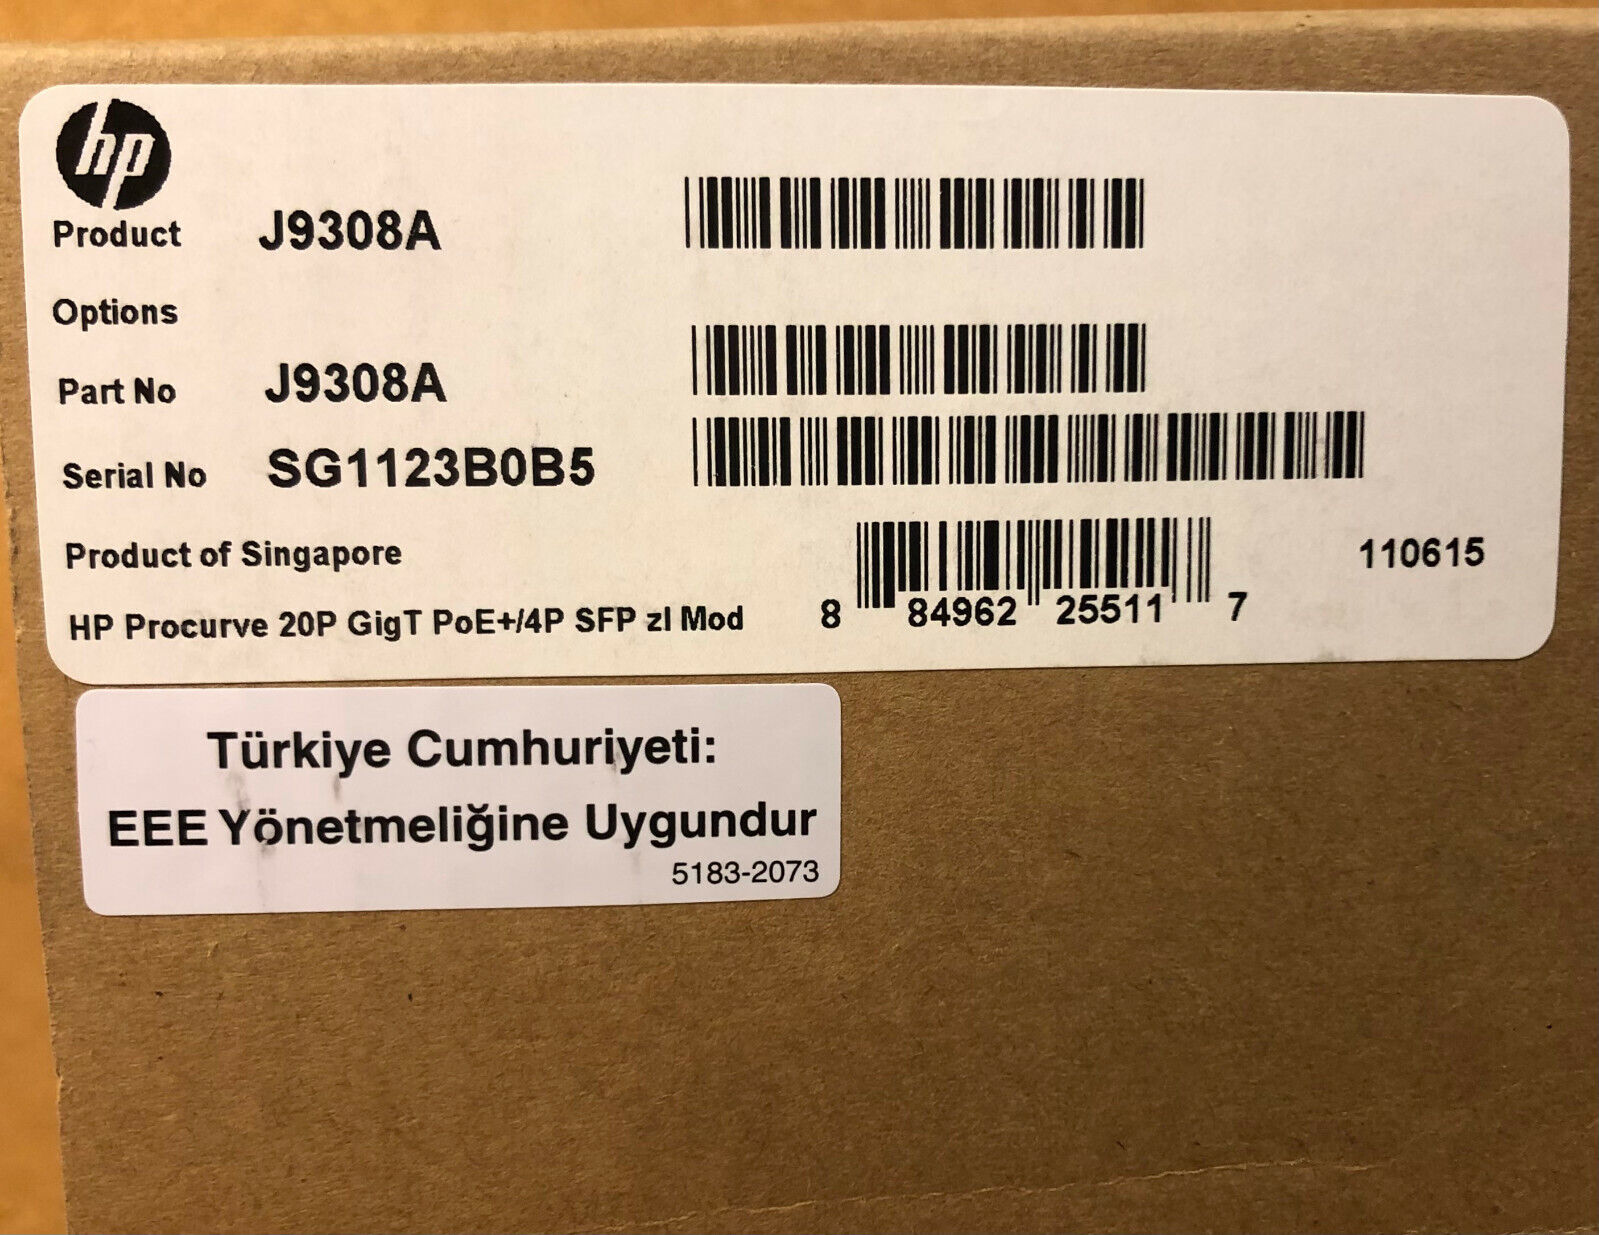 hp
Product J9308A
Options
Part No J9308A
Serial No SG1123B0B5
Product of Singapore
110615
HP Procurve 20P GigT PoE+/4P SFP zl Mod
8 84962 25511 7
Türkiye Cumhuriyeti:
EEE Yönetmeliğine Uygundur
5183-2073